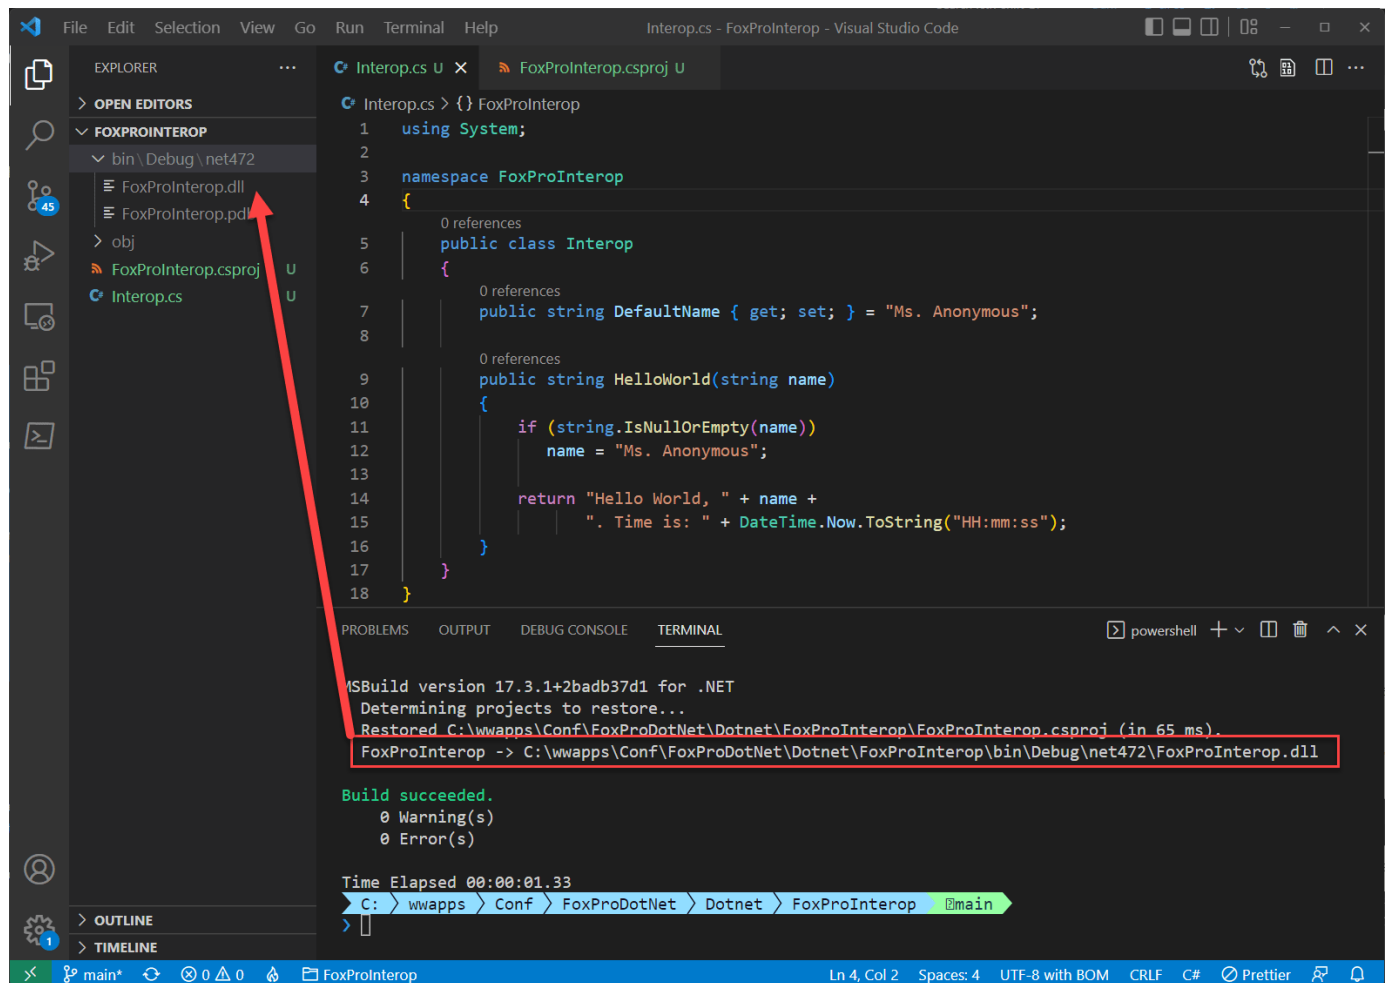 File Edit Selection View Go Run Terminal Help Interop.cs - FoxProInterop - Visual Studio Code
EXPLORER
OPEN EDITORS
FOXPROINTEROP
bin\Debug\net472
FoxProInterop.dll
FoxProInterop.pd
obj
FoxProInterop.csproj U
C# Interop.cs U
45
1
OUTLINE
TIMELINE
C# Interop.cs U FoxProInterop.csproj U
C# Interop.cs > {} FoxProInterop
1 using System;
2
3 namespace FoxProInterop
4 {
0 references
5 public class Interop
6 {
0 references
7 public string DefaultName { get; set; } = "Ms. Anonymous";
8
0 references
9 public string HelloWorld(string name)
10 {
11 if (string.IsNullOrEmpty(name))
12 name = "Ms. Anonymous";
13
14 return "Hello World, " + name +
15 ". Time is: " + DateTime.Now.ToString("HH:mm:ss");
16 }
17 }
18 }
PROBLEMS OUTPUT DEBUG CONSOLE TERMINAL powershell
MSBuild version 17.3.1+2badb37d1 for .NET
Determining projects to restore...
Restored C:\wwapps\Conf\FoxProDotNet\Dotnet\FoxProInterop\FoxProInterop.csproj (in 65 ms).
FoxProInterop -> C:\wwapps\Conf\FoxProDotNet\Dotnet\FoxProInterop\bin\Debug\net472\FoxProInterop.dll
Build succeeded.
0 Warning(s)
0 Error(s)
Time Elapsed 00:00:01.33
C: wwapps Conf FoxProDotNet Dotnet FoxProInterop main
main* 0 0 FoxProInterop Ln 4, Col 2 Spaces: 4 UTF-8 with BOM CRLF C# Prettier